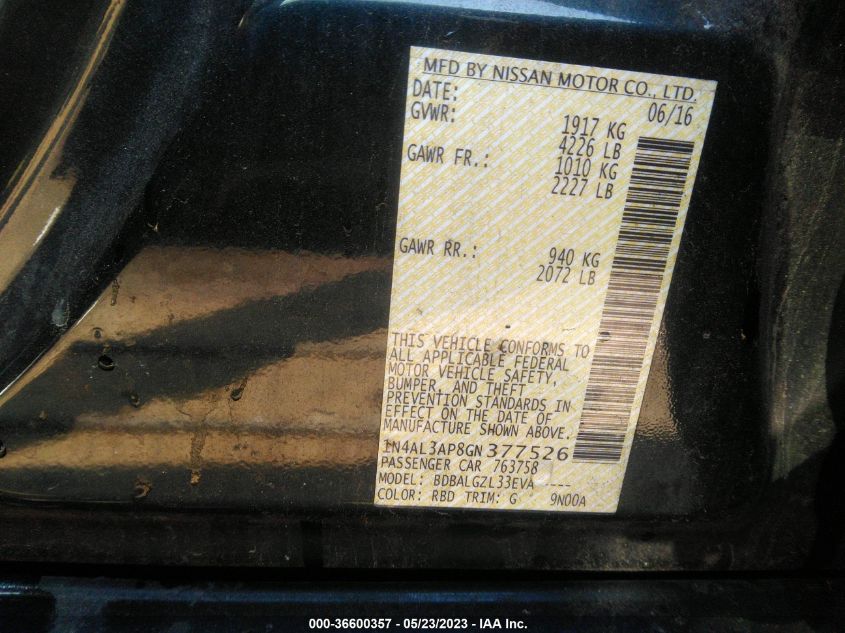 MFD BY NISSAN MOTOR CO., LTD.
DATE: 06/16
GVWR: 1917 KG
4226 LB
GAWR FR.: 1010 KG
2227 LB
GAWR RR.: 940 KG
2072 LB
THIS VEHICLE CONFORMS TO
ALL APPLICABLE FEDERAL
MOTOR VEHICLE SAFETY,
BUMPER, AND THEFT
PREVENTION STANDARDS IN
EFFECT ON THE DATE OF
MANUFACTURE SHOWN ABOVE.
1N4AL3AP8GN377526
PASSENGER CAR 763758
MODEL: BDBALGZL33EVA ----
COLOR: RBD TRIM: G 9N00A
000-36600357 - 05/23/2023 - IAA Inc.